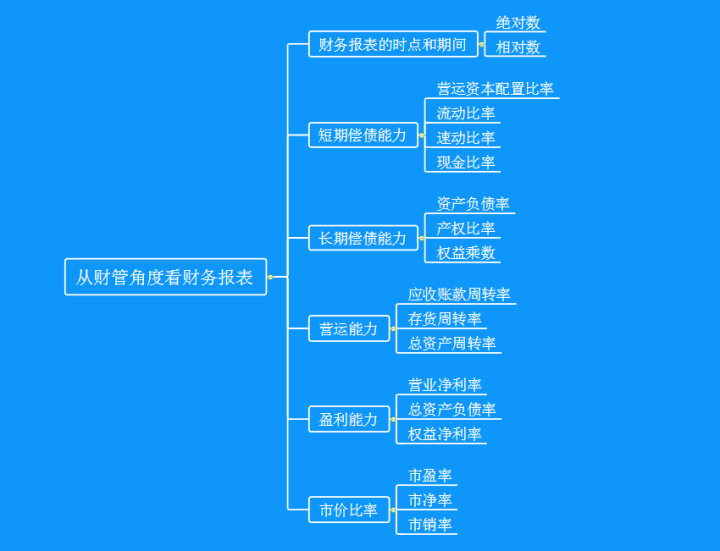 从财管角度看财务报表
财务报表的时点和期间
绝对数
相对数
短期偿债能力
营运资本配置比率
流动比率
速动比率
现金比率
长期偿债能力
资产负债率
产权比率
权益乘数
营运能力
应收账款周转率
存货周转率
总资产周转率
盈利能力
营业净利率
总资产负债率
权益净利率
市价比率
市盈率
市净率
市销率